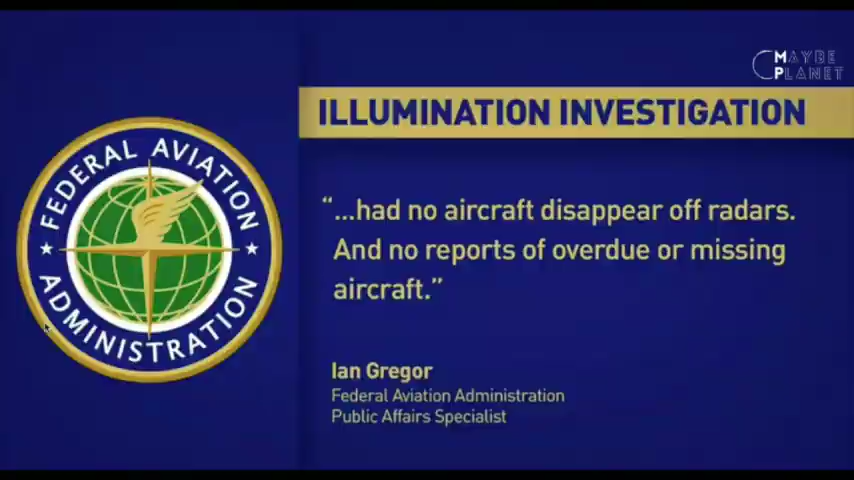 MAYBE
PLANET
ILLUMINATION INVESTIGATION
FEDERAL AVIATION
ADMINISTRATION
“...had no aircraft disappear off radars.
And no reports of overdue or missing
aircraft.”
Ian Gregor
Federal Aviation Administration
Public Affairs Specialist